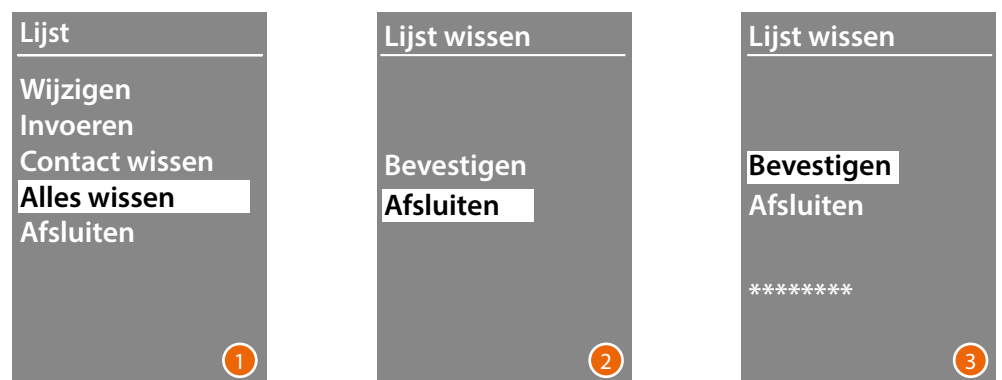 Lijst
Wijzigen
Invoeren
Contact wissen
Alles wissen
Afsluiten
1
Lijst wissen
Bevestigen
Afsluiten
2
Lijst wissen
Bevestigen
Afsluiten
********
3